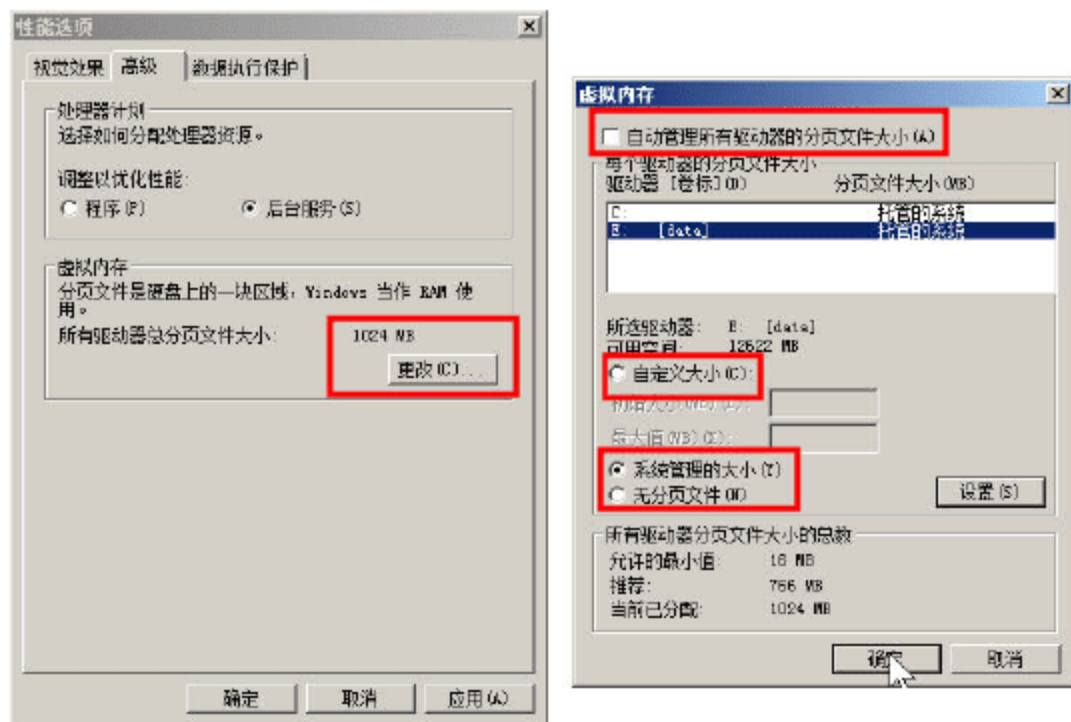 性能选项
视觉效果 高级 数据执行保护
处理器计划
选择如何分配处理器资源。
调整以优化性能:
程序(P) 后台服务(S)
虚拟内存
分页文件是硬盘上的一块区域，Windows 当作 RAM 使
用。
所有驱动器总分页文件大小: 1024 MB
更改(C)...
确定 取消 应用(A)
虚拟内存
自动管理所有驱动器的分页文件大小(A)
每个驱动器的分页文件大小
驱动器 [卷标](D) 分页文件大小(MB)
C: 托管的系统
E: [data] 托管的系统
所选驱动器: E: [data]
可用空间: 12622 MB
自定义大小(C):
初始大小(MB)(I):
最大值(MB)(X):
系统管理的大小(Y)
无分页文件(N)
设置(S)
所有驱动器分页文件大小的总数
允许的最小值: 16 MB
推荐: 766 MB
当前已分配: 1024 MB
确定 取消